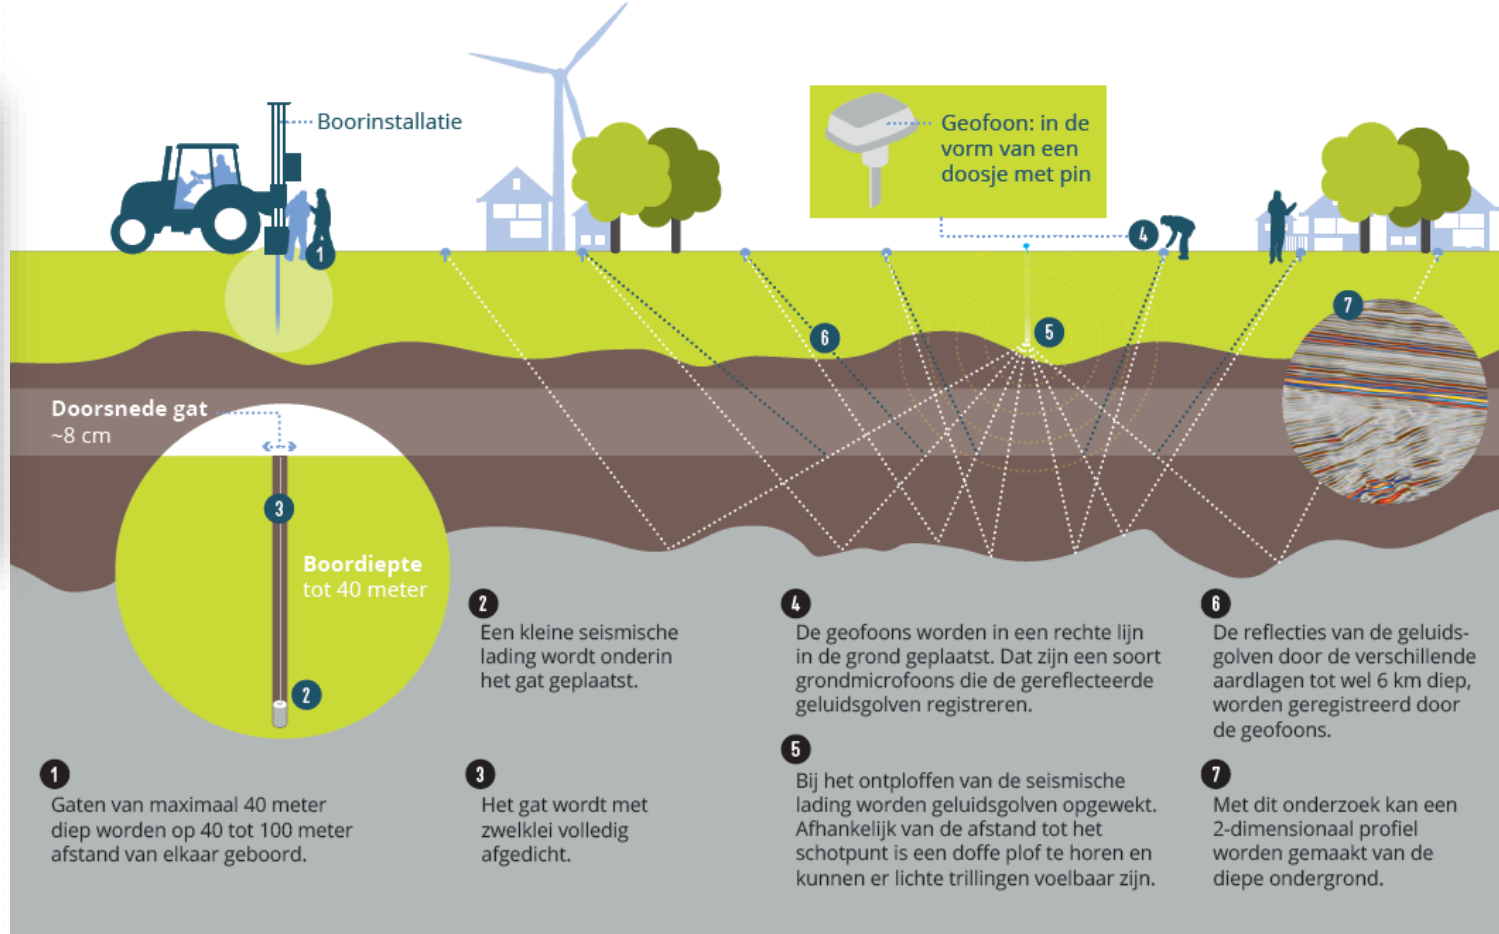 Boorinstallatie
Geofoon: in de
vorm van een
doosje met pin
1
4
5
6
7
Doorsnede gat
~8 cm
3
Boordiepte
tot 40 meter
2
1
Gaten van maximaal 40 meter
diep worden op 40 tot 100 meter
afstand van elkaar geboord.
2
Een kleine seismische
lading wordt onderin
het gat geplaatst.
3
Het gat wordt met
zwelklei volledig
afgedicht.
4
De geofoons worden in een rechte lijn
in de grond geplaatst. Dat zijn een soort
grondmicrofoons die de gereflecteerde
geluidsgolven registreren.
5
Bij het ontploffen van de seismische
lading worden geluidsgolven opgewekt.
Afhankelijk van de afstand tot het
schotpunt is een doffe plof te horen en
kunnen er lichte trillingen voelbaar zijn.
6
De reflecties van de geluids-
golven door de verschillende
aardlagen tot wel 6 km diep,
worden geregistreerd door
de geofoons.
7
Met dit onderzoek kan een
2-dimensionaal profiel
worden gemaakt van de
diepe ondergrond.